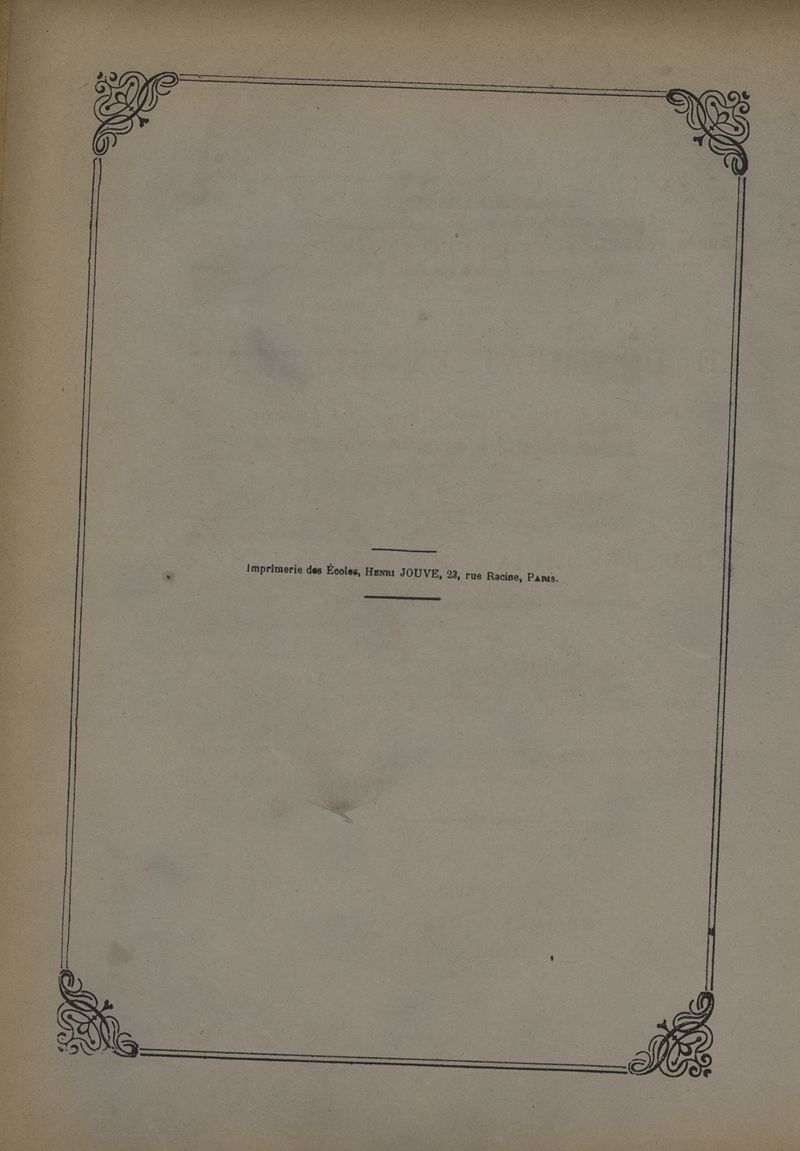 Imprimerie des Écoles, HENRI JOUVE, 23, rue Racine, PARIS.